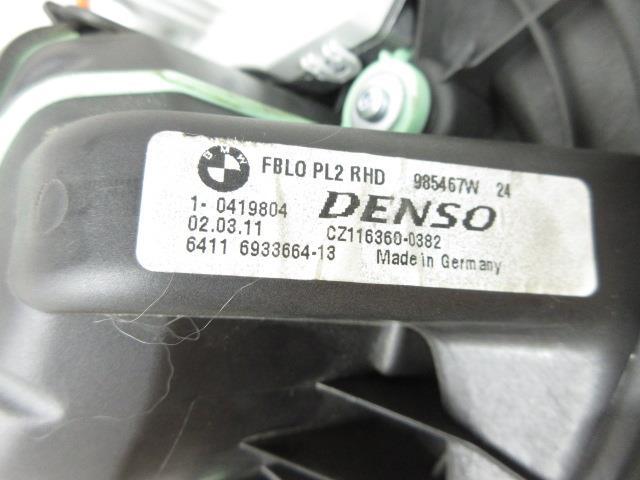 BMW FBLO PL2 RHD 985467W 24
1- 0419804 DENSO
02.03.11 CZ116360-0382
6411 6933664-13 Made in Germany